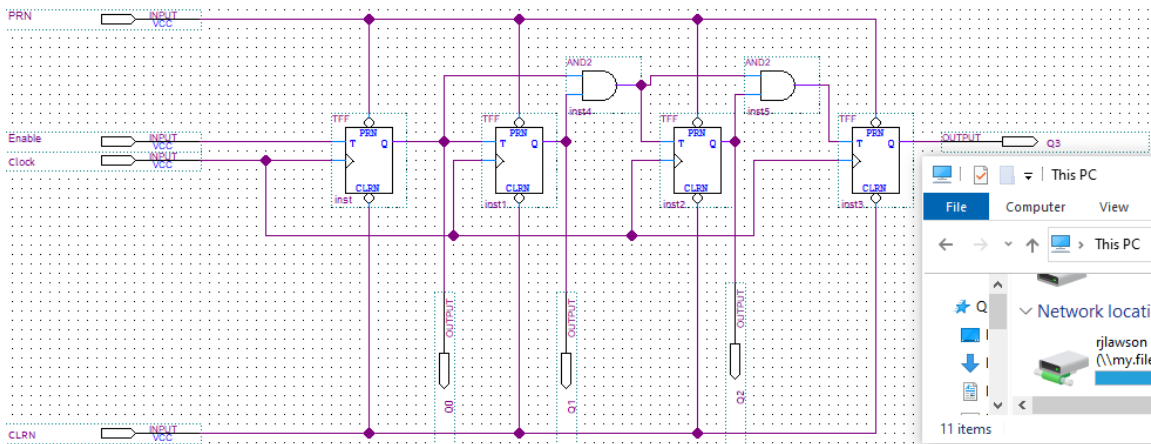 PRN
INPUT
VCC
AND2
inst4
AND2
inst5
Enable
INPUT
VCC
Clock
INPUT
VCC
TFF
PRN
T
Q
CLRN
inst
TFF
PRN
T
Q
CLRN
inst1
TFF
PRN
T
Q
CLRN
inst2
TFF
PRN
T
Q
CLRN
inst3
OUTPUT
Q3
OUTPUT
Q0
OUTPUT
Q1
OUTPUT
Q2
CLRN
INPUT
VCC
This PC
File Computer View
This PC
Q
Network locati
rjlawson
(\\my.file
11 items